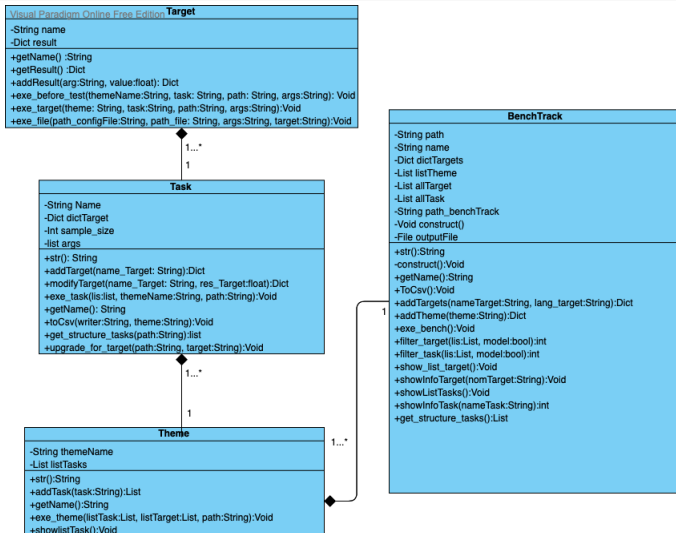 Visual Paradigm Online Free Edition
Target
-String name
-Dict result
+getName() :String
+getResult() :Dict
+addResult(arg:String, value:float): Dict
+exe_before_test(themeName:String, task: String, path: String, args:String): Void
+exe_target(theme: String, task:String, path:String, args:String):Void
+exe_file(path_configFile:String, path_file: String, args:String, target:String):Void
1...*
1
Task
-String Name
-Dict dictTarget
-Int sample_size
-list args
+str(): String
+addTarget(name_Target: String):Dict
+modifyTarget(name_Target: String, res_Target:float):Dict
+exe_task(lis:list, themeName:String, path:String):Void
+getName(): String
+toCsv(writer:String, theme:String):Void
+get_structure_tasks(path:String):list
+upgrade_for_target(path:String, target:String):Void
1...*
1
Theme
-String themeName
-List listTasks
+str():String
+addTask(task:String):List
+getName():String
+exe_theme(listTask:List, listTarget:List, path:String):Void
+showlistTask():Void
1...*
1
BenchTrack
-String path
-String name
-Dict dictTargets
-List listTheme
-List allTarget
-List allTask
-String path_benchTrack
-Void construct()
-File outputFile
+str():String
-construct():Void
+getName():String
+ToCsv():Void
+addTargets(nameTarget:String, lang_target:String):Dict
+addTheme(theme:String):Dict
+exe_bench():Void
+filter_target(lis:List, model:bool):int
+filter_task(lis:List, model:bool):int
+show_list_target():Void
+showInfoTarget(nomTarget:String):Void
+showListTasks():Void
+showInfoTask(nameTask:String):int
+get_structure_tasks():List